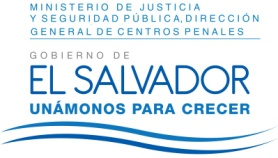 MINISTERIO DE JUSTICIA
Y SEGURIDAD PÚBLICA,DIRECCIÓN
GENERAL DE CENTROS PENALES
GOBIERNO DE
EL SALVADOR
UNÁMONOS PARA CRECER